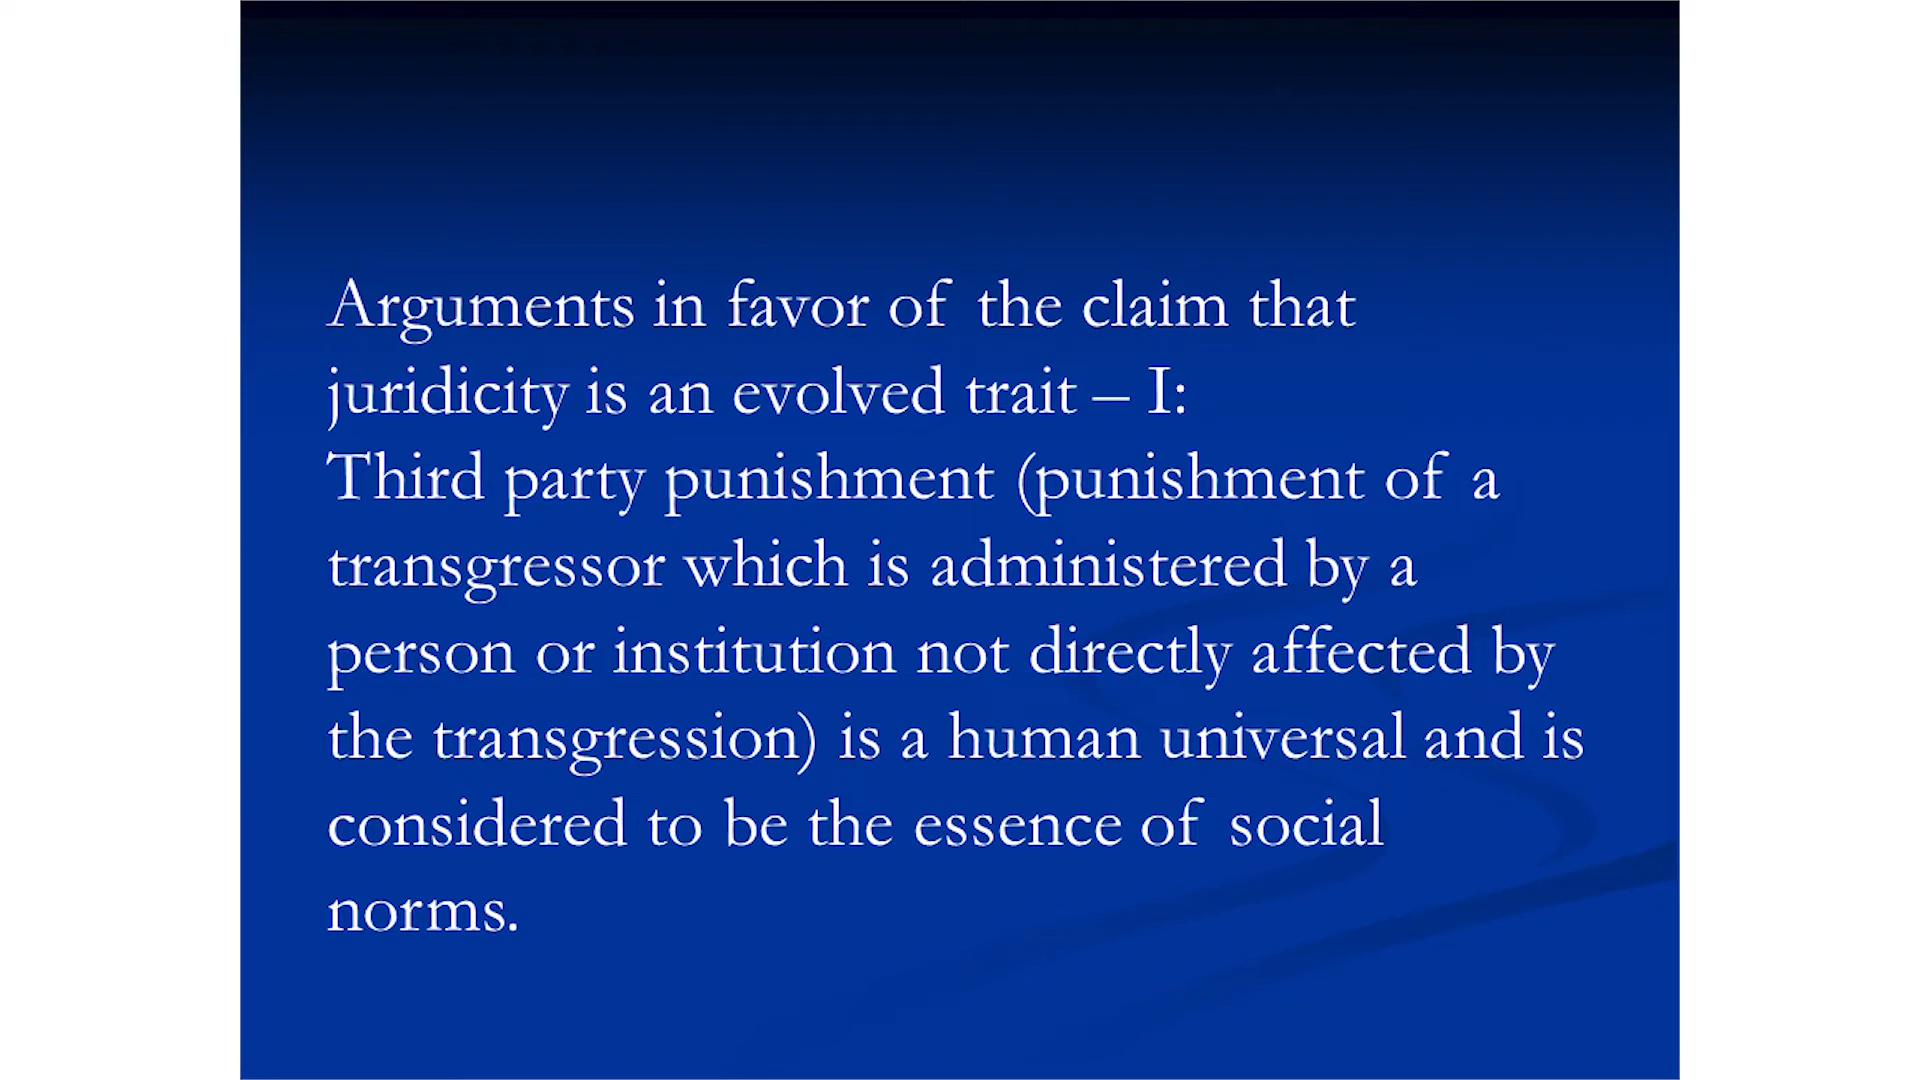 Arguments in favor of the claim that
juridicity is an evolved trait – I:
Third party punishment (punishment of a
transgressor which is administered by a
person or institution not directly affected by
the transgression) is a human universal and is
considered to be the essence of social
norms.